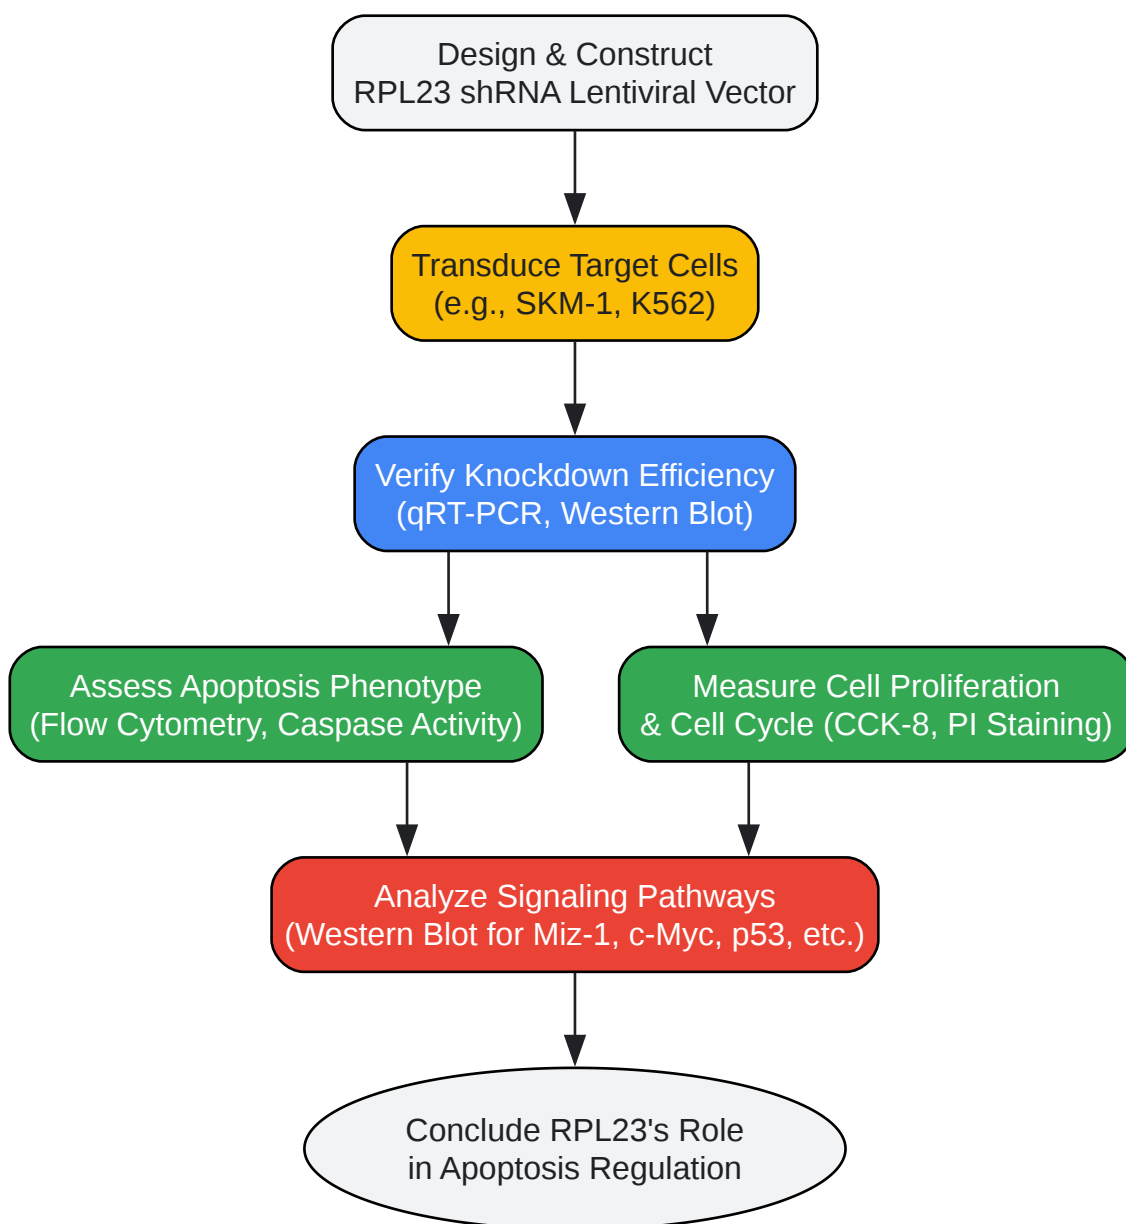 Design & Construct
RPL23 shRNA Lentiviral Vector
Transduce Target Cells
(e.g., SKM-1, K562)
Verify Knockdown Efficiency
(qRT-PCR, Western Blot)
Assess Apoptosis Phenotype
(Flow Cytometry, Caspase Activity)
Measure Cell Proliferation
& Cell Cycle (CCK-8, PI Staining)
Analyze Signaling Pathways
(Western Blot for Miz-1, c-Myc, p53, etc.)
Conclude RPL23's Role
in Apoptosis Regulation